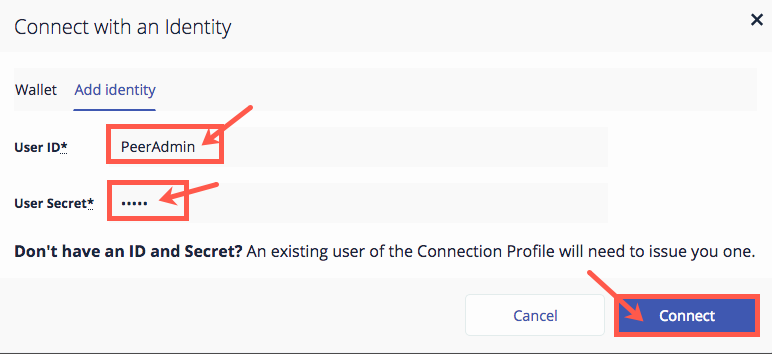 Connect with an Identity
Wallet Add identity
User ID* PeerAdmin
User Secret* •••••
Don't have an ID and Secret? An existing user of the Connection Profile will need to issue you one.
Cancel Connect